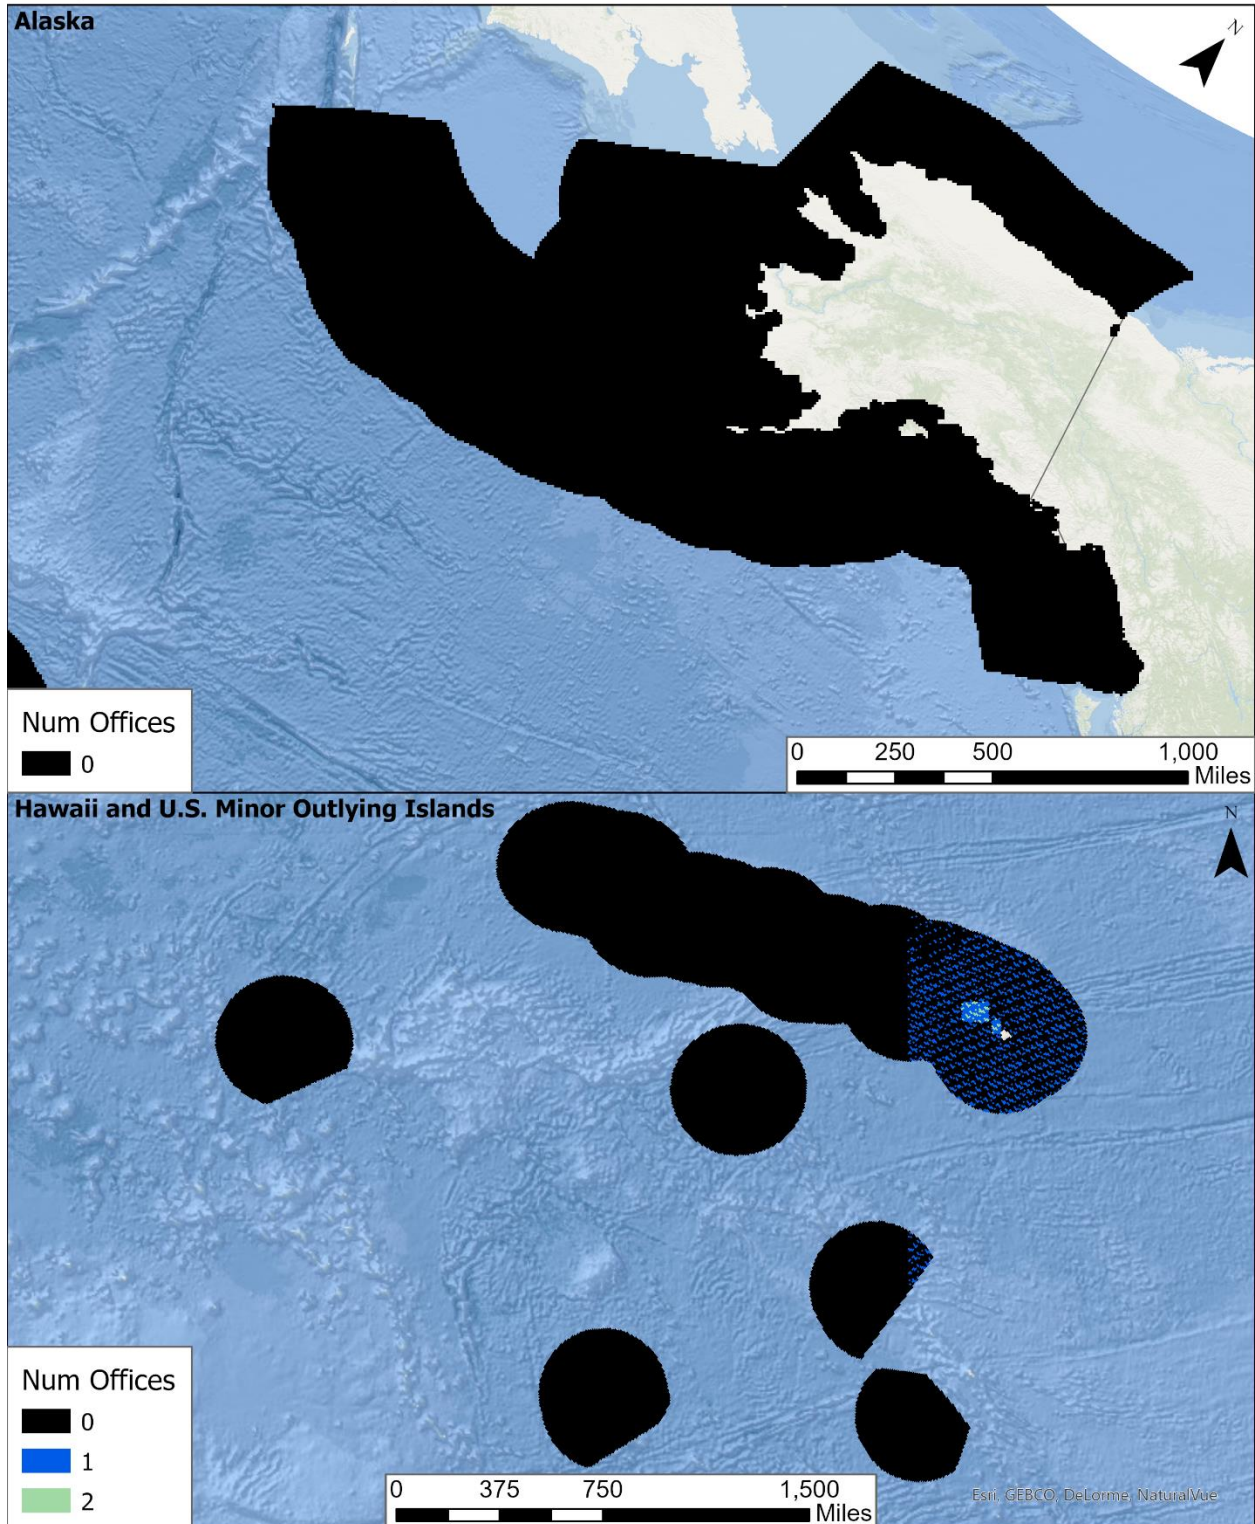 Alaska
N
Num Offices
0
0 250 500 1,000
Miles
Hawaii and U.S. Minor Outlying Islands
N
Num Offices
0
1
2
0 375 750 1,500
Miles
Esri, GEBCO, DeLorme, NaturalVue